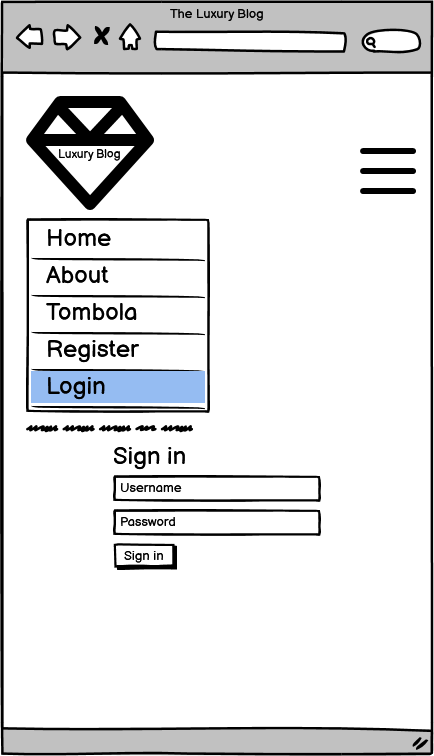 The Luxury Blog
Luxury Blog
Home
About
Tombola
Register
Login
Sign in
Username
Password
Sign in